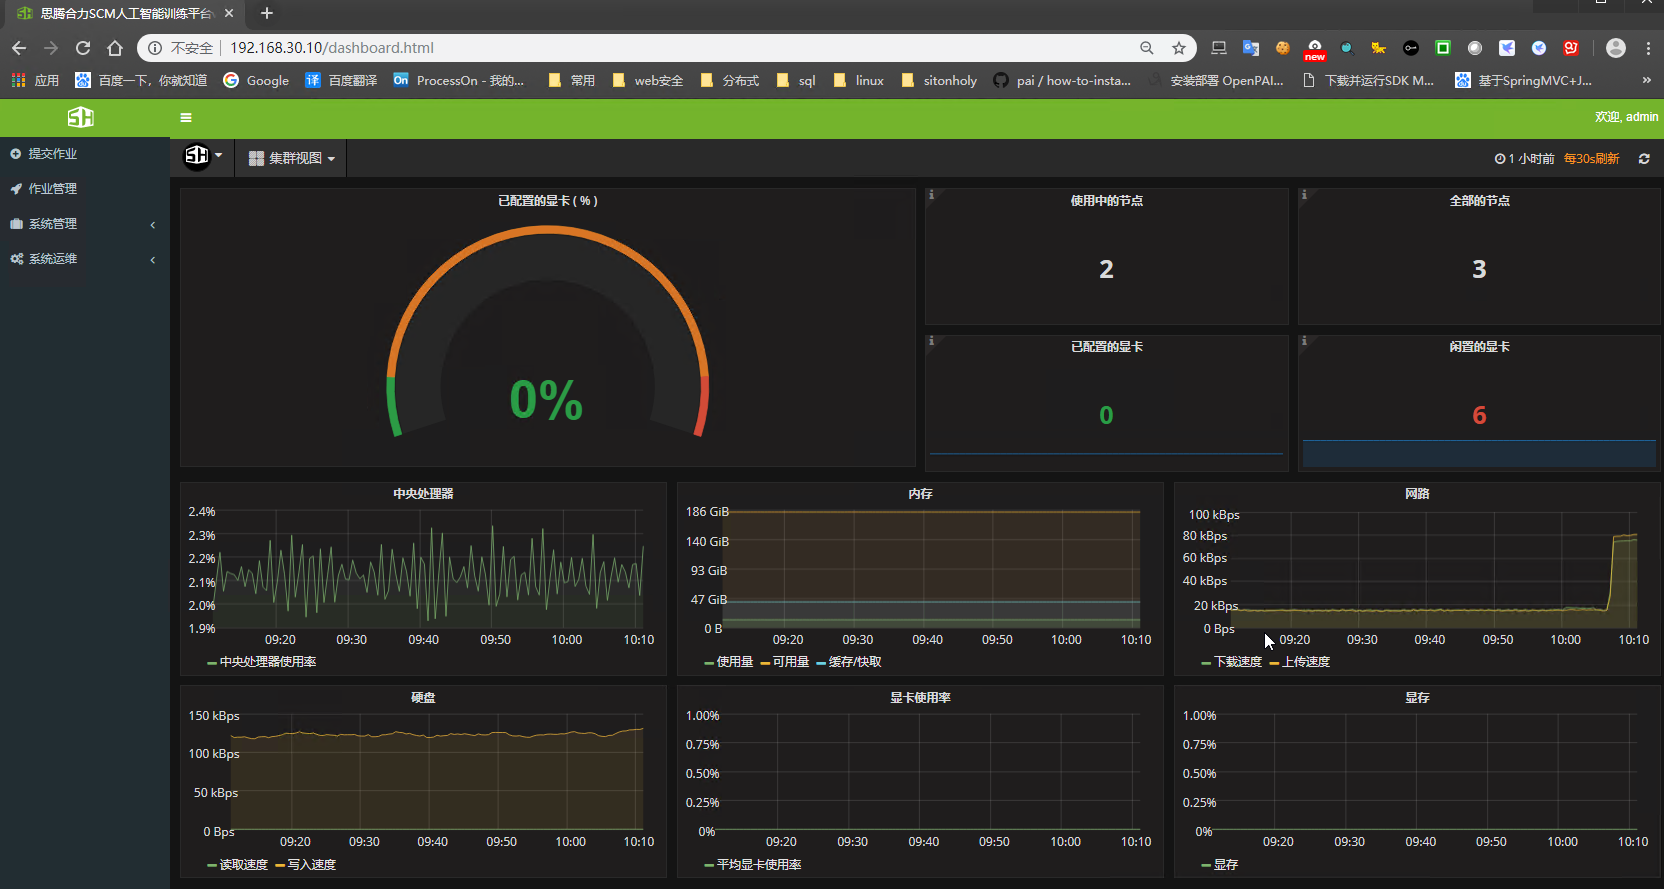 思腾合力SCM人工智能训练平台
不安全 192.168.30.10/dashboard.html
new
应用 百度一下，你就知道 Google 译 百度翻译 On ProcessOn - 我的... 常用 web安全 分布式 sql linux sitonholy pai / how-to-insta... 安装部署 OpenPAI... 下载并运行SDK M... 基于SpringMVC+J... »
SH
欢迎, admin
提交作业
作业管理
系统管理
系统运维
SH 集群视图
1 小时前 每30s刷新
已配置的显卡 ( % )
0%
使用中的节点
2
全部的节点
3
已配置的显卡
0
闲置的显卡
6
中央处理器
2.4%
2.3%
2.2%
2.1%
2.0%
1.9%
09:20 09:30 09:40 09:50 10:00 10:10
中央处理器使用率
内存
186 GiB
140 GiB
93 GiB
47 GiB
0 B
09:20 09:30 09:40 09:50 10:00 10:10
使用量 可用量 缓存/快取
网路
100 kBps
80 kBps
60 kBps
40 kBps
20 kBps
0 Bps
09:20 09:30 09:40 09:50 10:00 10:10
下载速度 上传速度
硬盘
150 kBps
100 kBps
50 kBps
0 Bps
09:20 09:30 09:40 09:50 10:00 10:10
读取速度 写入速度
显卡使用率
1.00%
0.75%
0.50%
0.25%
0%
09:20 09:30 09:40 09:50 10:00 10:10
平均显卡使用率
显存
1.00%
0.75%
0.50%
0.25%
0%
09:20 09:30 09:40 09:50 10:00 10:10
显存